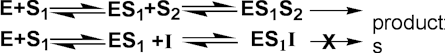 E+S₁ ⇌ ES₁+S₂ ⇌ ES₁S₂ → product
E+S₁ ⇌ ES₁ +I ⇌ ES₁I X→ s